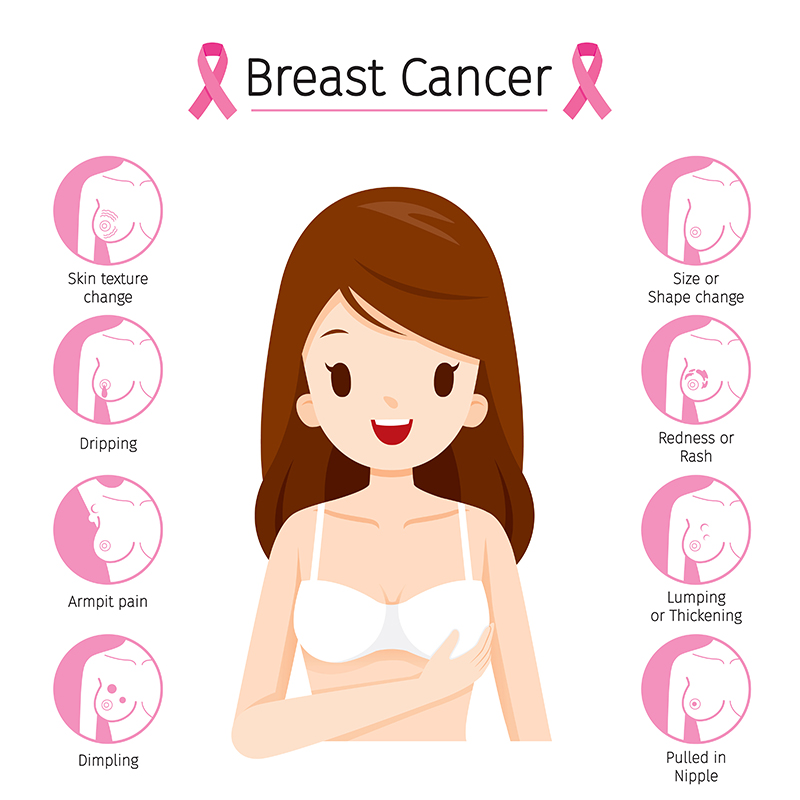 Breast Cancer
Skin texture
change
Dripping
Armpit pain
Dimpling
Size or
Shape change
Redness or
Rash
Lumping
or Thickening
Pulled in
Nipple